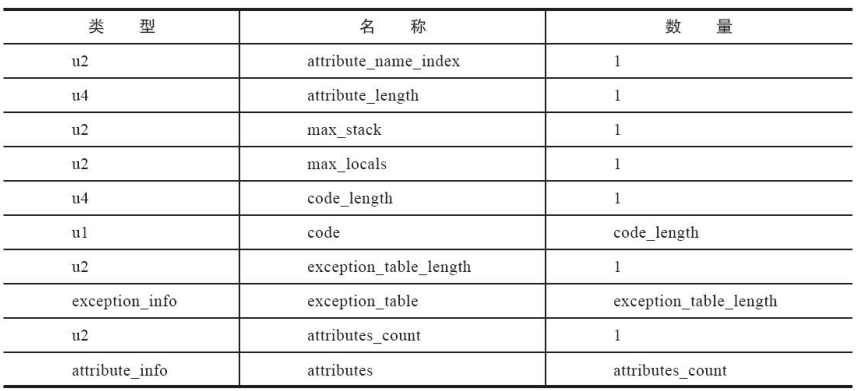 类 型 名 称 数 量
u2 attribute_name_index 1
u4 attribute_length 1
u2 max_stack 1
u2 max_locals 1
u4 code_length 1
u1 code code_length
u2 exception_table_length 1
exception_info exception_table exception_table_length
u2 attributes_count 1
attribute_info attributes attributes_count